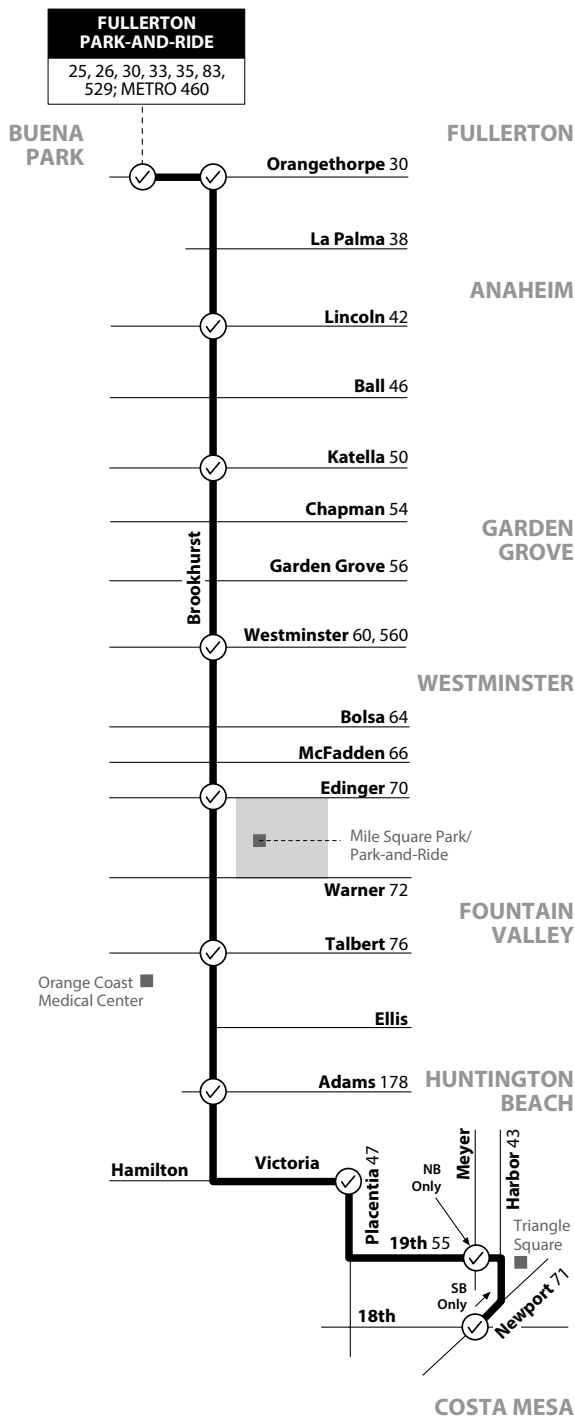 FULLERTON
PARK-AND-RIDE
25, 26, 30, 33, 35, 83,
529; METRO 460
BUENA
PARK
FULLERTON
Orangethorpe 30
La Palma 38
ANAHEIM
Lincoln 42
Ball 46
Katella 50
Chapman 54
GARDEN
GROVE
Brookhurst
Garden Grove 56
Westminster 60, 560
WESTMINSTER
Bolsa 64
McFadden 66
Edinger 70
Mile Square Park/
Park-and-Ride
Warner 72
FOUNTAIN
VALLEY
Talbert 76
Orange Coast
Medical Center
Ellis
Adams 178
HUNTINGTON
BEACH
Hamilton
Victoria
Placentia 47
NB
Only
Meyer
Harbor 43
Triangle
Square
19th 55
SB
Only
Newport 71
18th
COSTA MESA